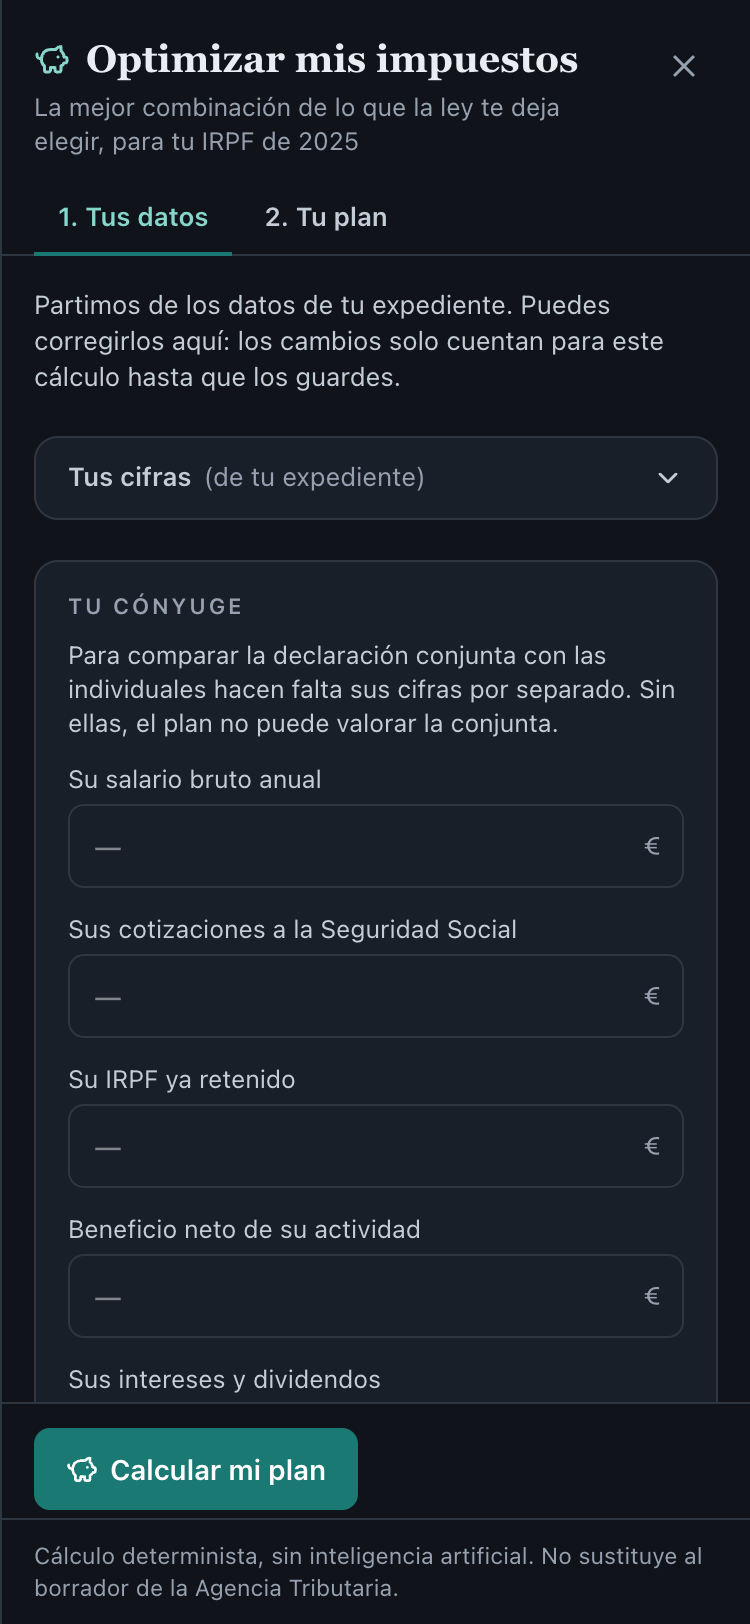 Optimizar mis impuestos
La mejor combinación de lo que la ley te deja
elegir, para tu IRPF de 2025
1. Tus datos
2. Tu plan
Partimos de los datos de tu expediente. Puedes
corregirlos aquí: los cambios solo cuentan para este
cálculo hasta que los guardes.
Tus cifras (de tu expediente)
TU CÓNYUGE
Para comparar la declaración conjunta con las
individuales hacen falta sus cifras por separado. Sin
ellas, el plan no puede valorar la conjunta.
Su salario bruto anual
— €
Sus cotizaciones a la Seguridad Social
— €
Su IRPF ya retenido
— €
Beneficio neto de su actividad
— €
Sus intereses y dividendos
Calcular mi plan
Cálculo determinista, sin inteligencia artificial. No sustituye al
borrador de la Agencia Tributaria.